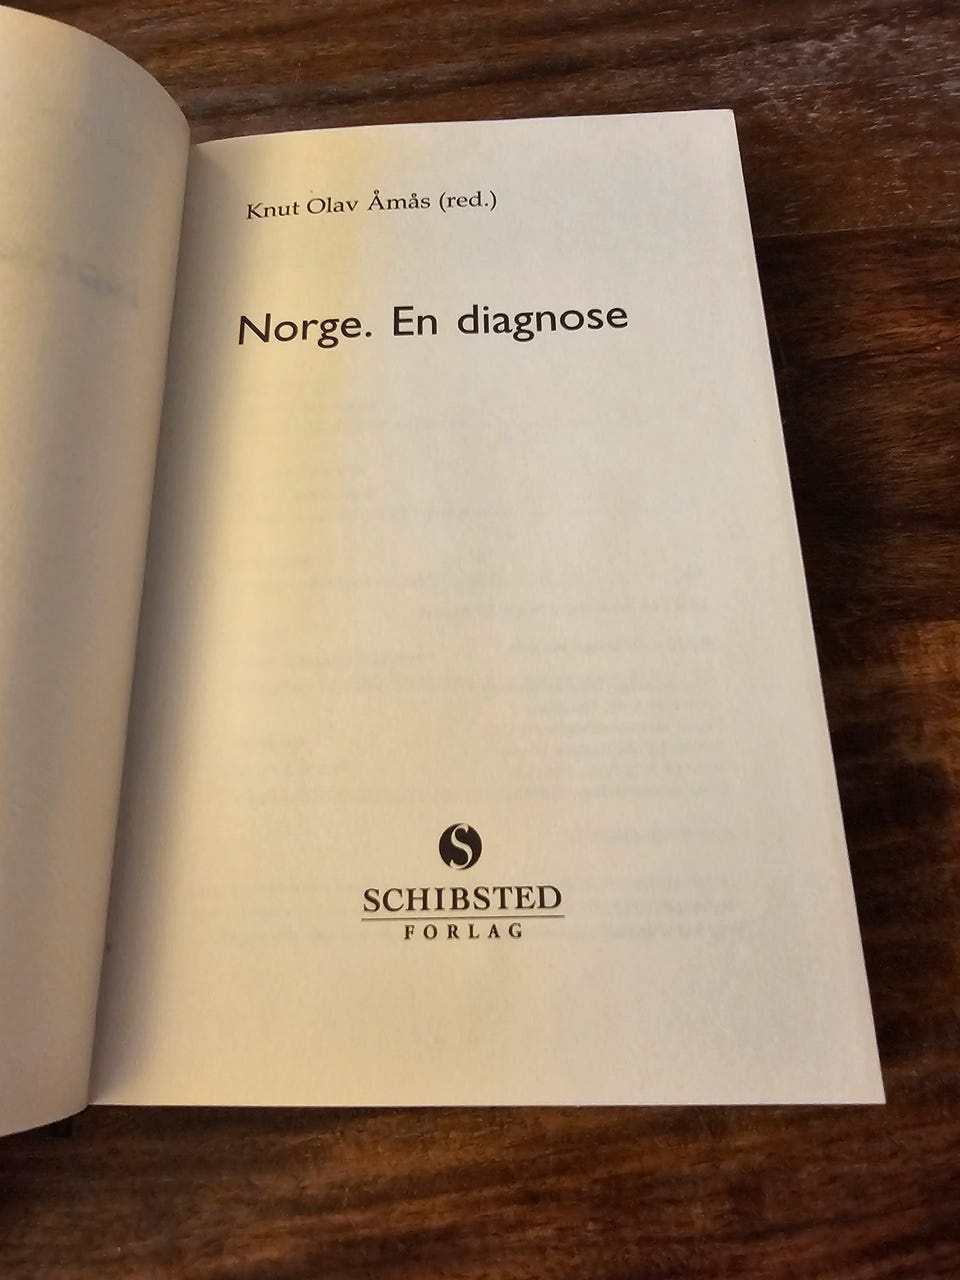 Knut Olav Åmås (red.)
Norge. En diagnose
S
SCHIBSTED
FORLAG